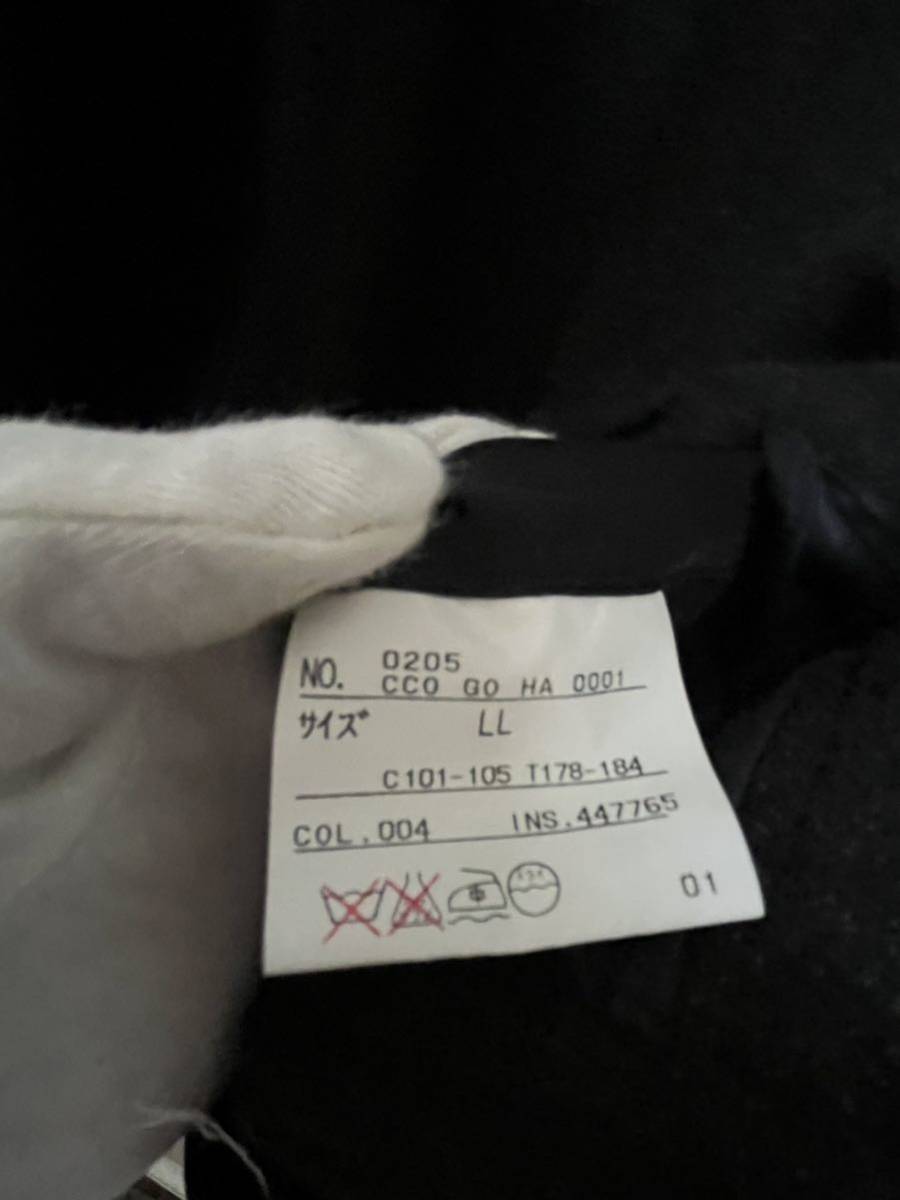 NO. 0205
CCO GO HA 0001
サイズ LL
C101-105 T178-184
COL.004 INS.447765
中
01